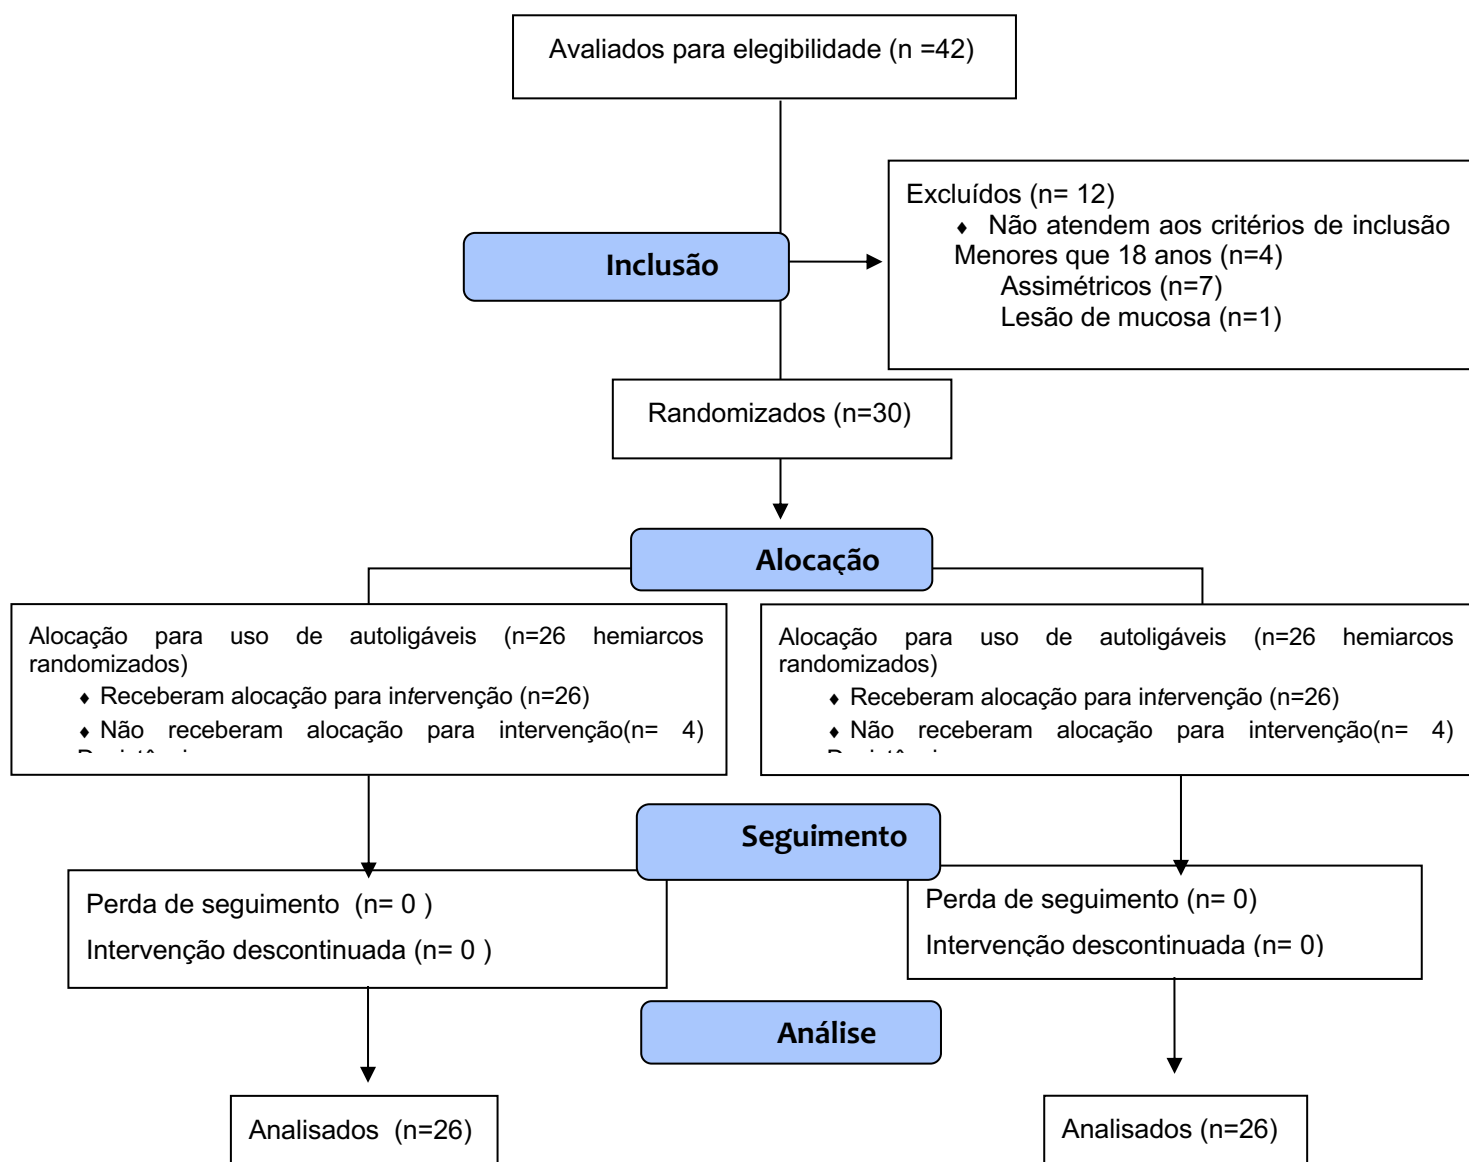 Avaliados para elegibilidade (n =42)
Excluídos (n= 12)
♦ Não atendem aos critérios de inclusão
Menores que 18 anos (n=4)
Assimétricos (n=7)
Lesão de mucosa (n=1)
Inclusão
Randomizados (n=30)
Alocação
Alocação para uso de autoligáveis (n=26 hemiarcos
randomizados)
♦ Receberam alocação para intervenção (n=26)
♦ Não receberam alocação para intervenção(n= 4)
Alocação para uso de autoligáveis (n=26 hemiarcos
randomizados)
♦ Receberam alocação para intervenção (n=26)
♦ Não receberam alocação para intervenção(n= 4)
Seguimento
Perda de seguimento (n= 0 )
Intervenção descontinuada (n= 0 )
Perda de seguimento (n= 0)
Intervenção descontinuada (n= 0)
Análise
Analisados (n=26)
Analisados (n=26)